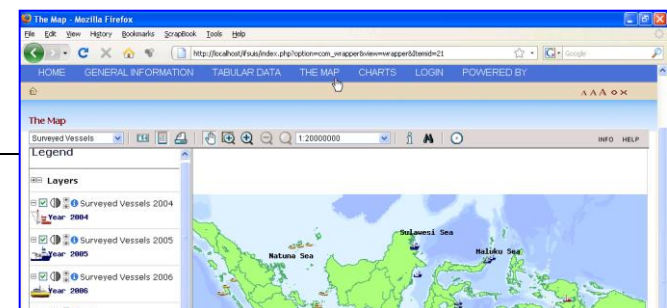 The Map - Mozilla Firefox
File Edit View History Bookmarks ScrapBook Tools Help
http://localhost/ifsuis/index.php?option=com_wrapper&view=wrapper&Itemid=21
Google
HOME GENERAL INFORMATION TABULAR DATA THE MAP CHARTS LOGIN POWERED BY
A A A
The Map
Surveyed Vessels 1:20000000 INFO HELP
Legend
Layers
Surveyed Vessels 2004
Year 2004
Surveyed Vessels 2005
Year 2005
Surveyed Vessels 2006
Year 2006
Sulawesi Sea
Maluku Sea
Natuna Sea